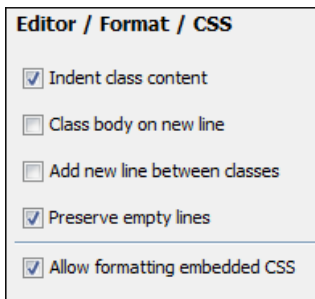 Editor / Format / CSS
Indent class content
Class body on new line
Add new line between classes
Preserve empty lines
Allow formatting embedded CSS